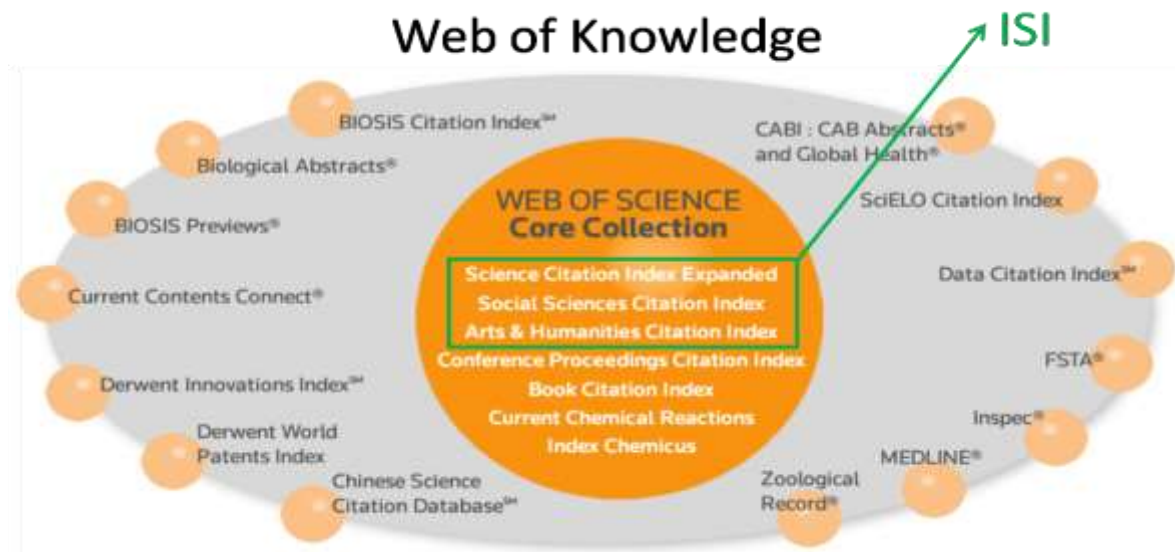 Web of Knowledge
ISI
BIOSIS Citation Index℠
Biological Abstracts®
BIOSIS Previews®
Current Contents Connect®
Derwent Innovations Index℠
Derwent World
Patents Index
Chinese Science
Citation Database℠
WEB OF SCIENCE
Core Collection
Science Citation Index Expanded
Social Sciences Citation Index
Arts & Humanities Citation Index
Conference Proceedings Citation Index
Book Citation Index
Current Chemical Reactions
Index Chemicus
CABI : CAB Abstracts®
and Global Health®
SciELO Citation Index
Data Citation Index℠
FSTA®
Inspec®
MEDLINE®
Zoological
Record®